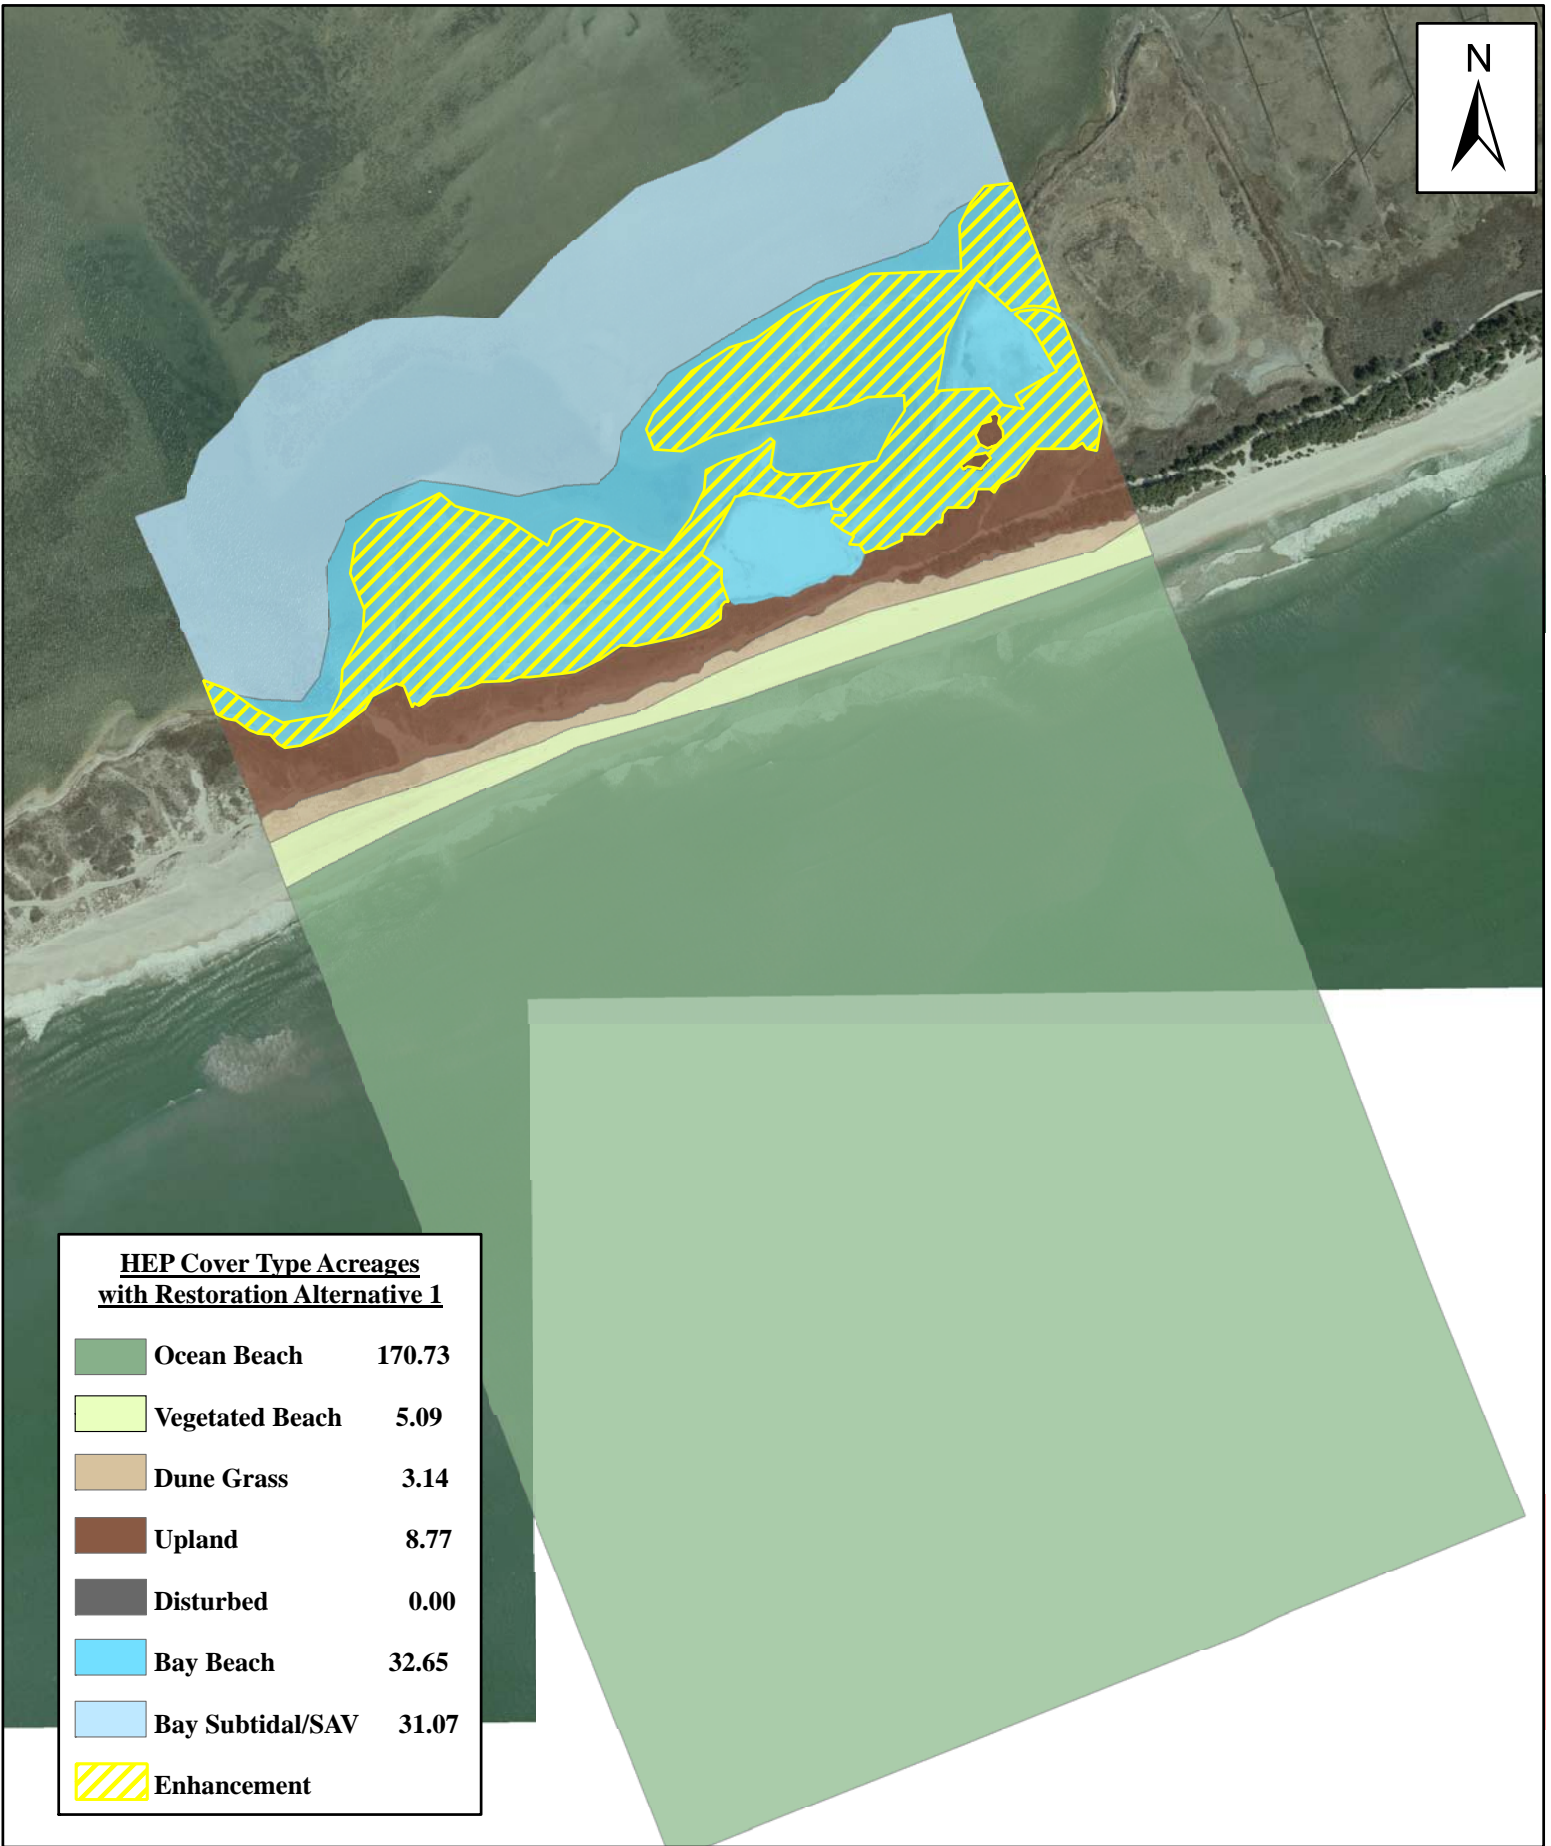 N
HEP Cover Type Acreages
with Restoration Alternative 1
Ocean Beach 170.73
Vegetated Beach 5.09
Dune Grass 3.14
Upland 8.77
Disturbed 0.00
Bay Beach 32.65
Bay Subtidal/SAV 31.07
Enhancement